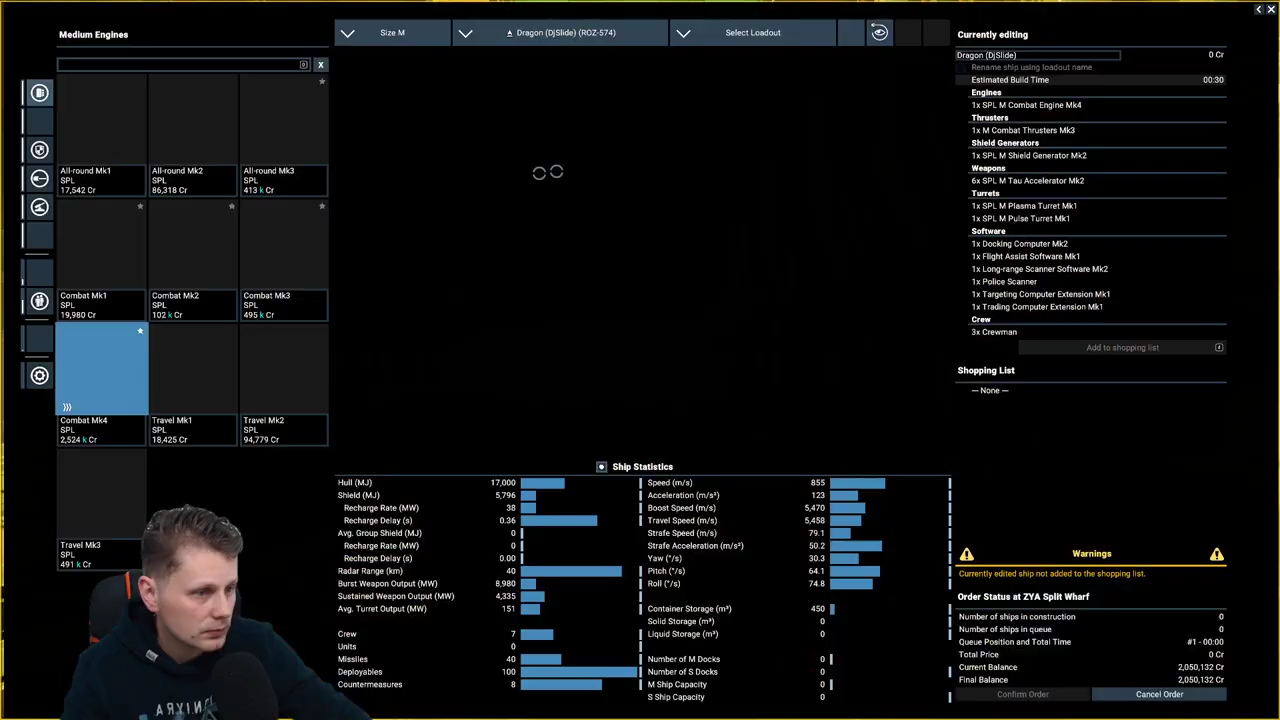 Medium Engines
All-round Mk1
SPL
17,542 Cr
All-round Mk2
SPL
86,318 Cr
All-round Mk3
SPL
413 k Cr
Combat Mk1
SPL
19,980 Cr
Combat Mk2
SPL
102 k Cr
Combat Mk3
SPL
495 k Cr
Combat Mk4
SPL
2,524 k Cr
Travel Mk1
SPL
18,425 Cr
Travel Mk2
SPL
94,779 Cr
Travel Mk3
SPL
491 k Cr
Size M
Dragon (DjSlide) (ROZ-574)
Select Loadout
Ship Statistics
Hull (MJ) 17,000
Shield (MJ) 5,796
Recharge Rate (MW) 38
Recharge Delay (s) 0.36
Avg. Group Shield (MJ) 0
Recharge Rate (MW) 0
Recharge Delay (s) 0.00
Radar Range (km) 40
Burst Weapon Output (MW) 8,980
Sustained Weapon Output (MW) 4,335
Avg. Turret Output (MW) 151
Crew 7
Units 0
Missiles 40
Deployables 100
Countermeasures 8
Speed (m/s) 855
Acceleration (m/s²) 123
Boost Speed (m/s) 5,470
Travel Speed (m/s) 5,458
Strafe Speed (m/s) 79.1
Strafe Acceleration (m/s²) 50.2
Yaw (°/s) 30.3
Pitch (°/s) 64.1
Roll (°/s) 74.8
Container Storage (m³) 450
Solid Storage (m³) 0
Liquid Storage (m³) 0
Number of M Docks 0
Number of S Docks 0
M Ship Capacity 0
S Ship Capacity 0
Currently editing
Dragon (DjSlide) 0 Cr
Rename ship using loadout name
Estimated Build Time 00:30
Engines
1x SPL M Combat Engine Mk4
Thrusters
1x M Combat Thrusters Mk3
Shield Generators
1x SPL M Shield Generator Mk2
Weapons
6x SPL M Tau Accelerator Mk2
Turrets
1x SPL M Plasma Turret Mk1
1x SPL M Pulse Turret Mk1
Software
1x Docking Computer Mk2
1x Flight Assist Software Mk1
1x Long-range Scanner Software Mk2
1x Police Scanner
1x Targeting Computer Extension Mk1
1x Trading Computer Extension Mk1
Crew
3x Crewman
Add to shopping list
Shopping List
— None —
Warnings
Currently edited ship not added to the shopping list.
Order Status at ZYA Split Wharf
Number of ships in construction 0
Number of ships in queue 0
Queue Position and Total Time #1 - 00:00
Total Price 0 Cr
Current Balance 2,050,132 Cr
Final Balance 2,050,132 Cr
Confirm Order
Cancel Order